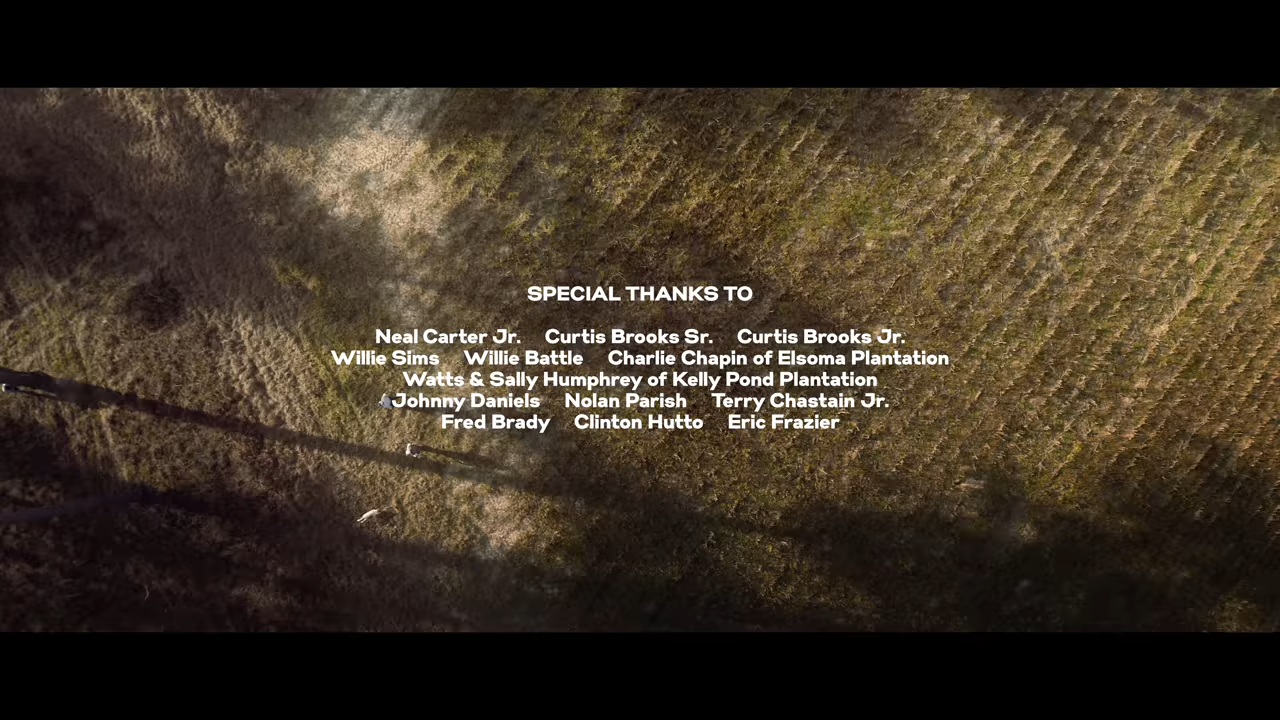 SPECIAL THANKS TO
Neal Carter Jr. Curtis Brooks Sr. Curtis Brooks Jr.
Willie Sims Willie Battle Charlie Chapin of Elsoma Plantation
Watts & Sally Humphrey of Kelly Pond Plantation
Johnny Daniels Nolan Parish Terry Chastain Jr.
Fred Brady Clinton Hutto Eric Frazier